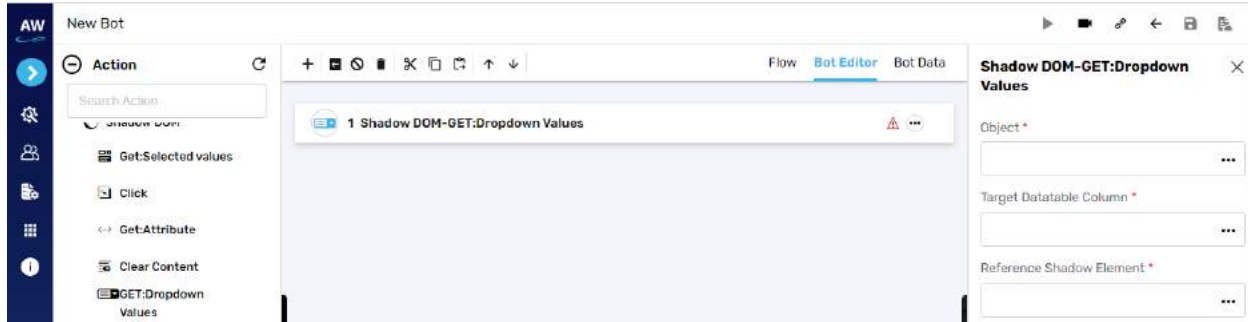 AW
New Bot
Action
Search Action
Shadow DOM
Get:Selected values
Click
Get:Attribute
Clear Content
GET:Dropdown
Values
Flow Bot Editor Bot Data
1 Shadow DOM-GET:Dropdown Values
Shadow DOM-GET:Dropdown
Values
Object *
Target Datatable Column *
Reference Shadow Element *